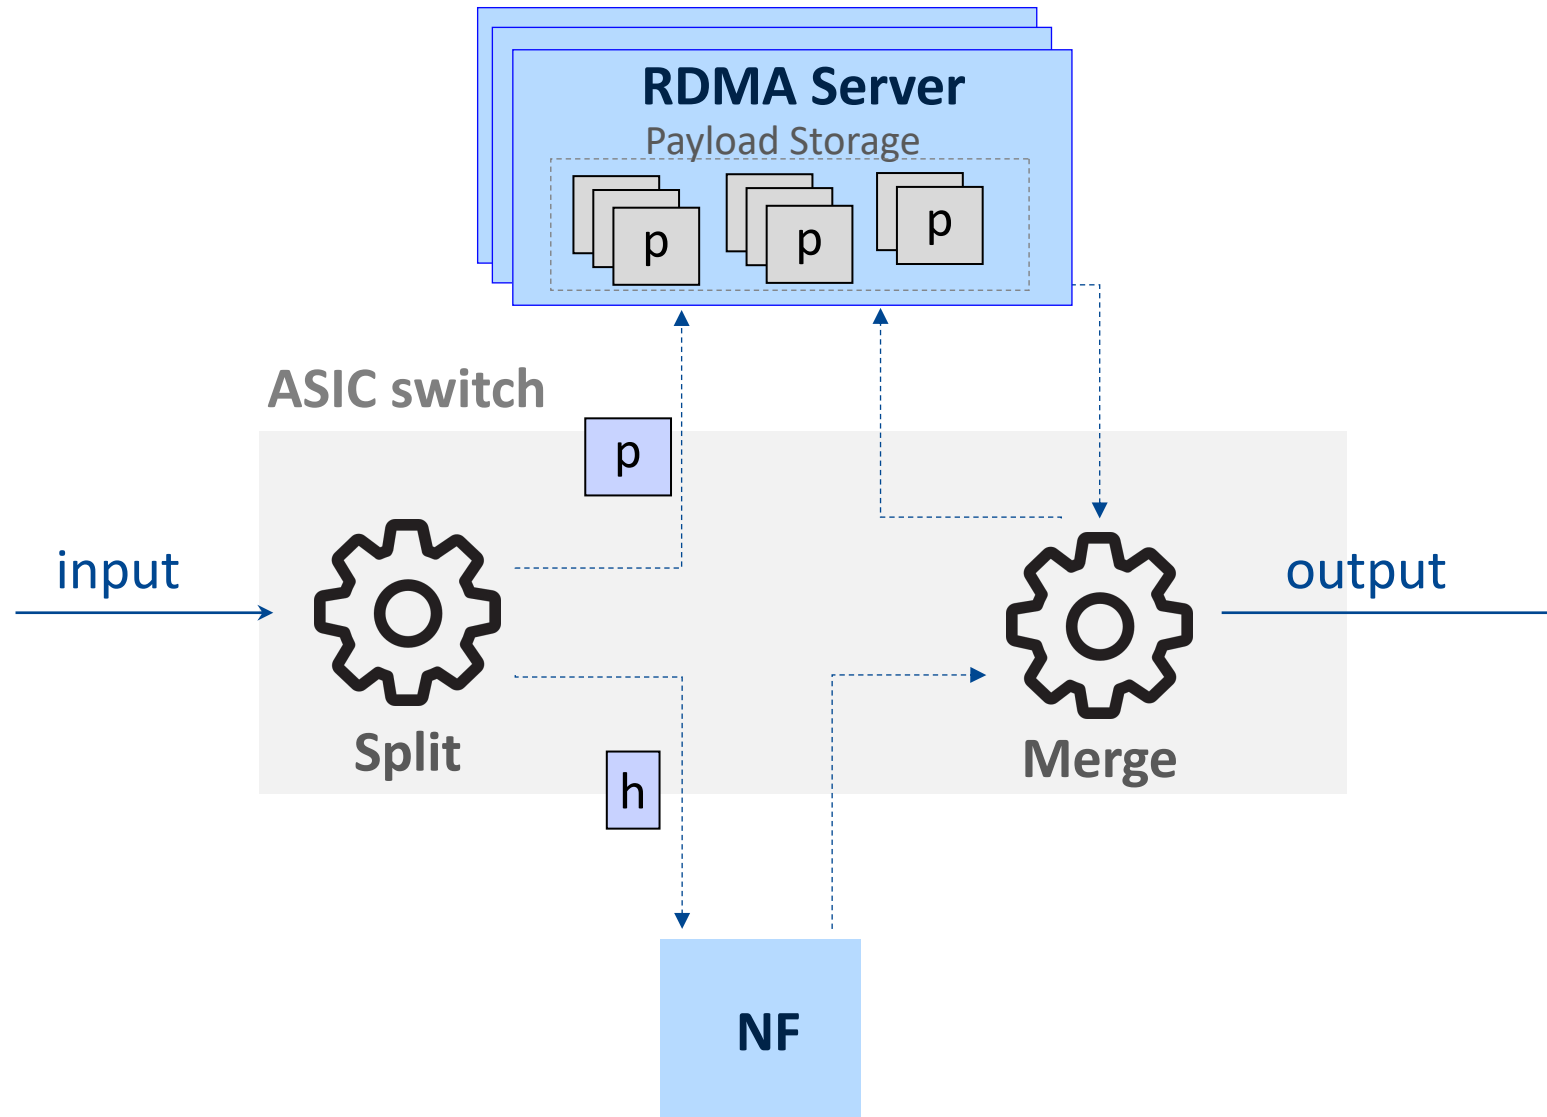 RDMA Server
Payload Storage
p
p
p
ASIC switch
p
input
output
Split
Merge
h
NF